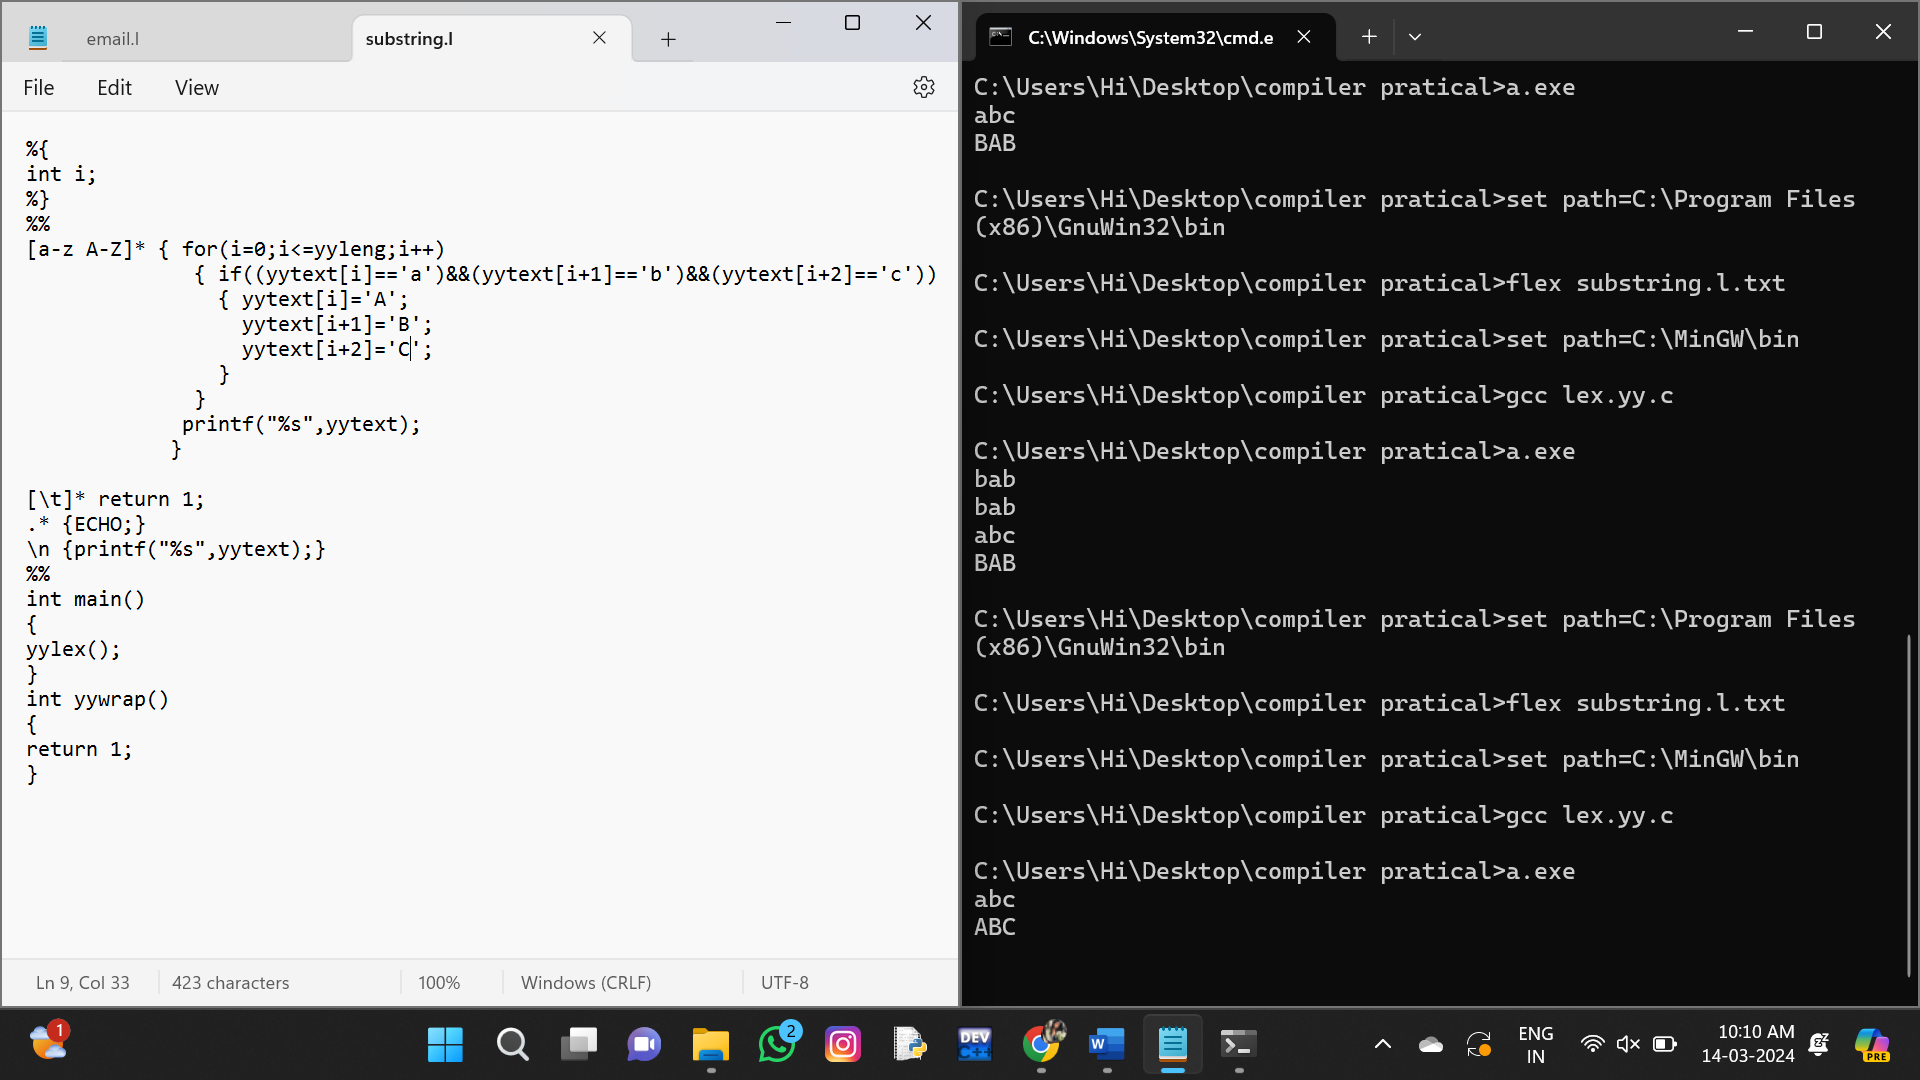 email.l
substring.l
File
Edit
View
%{
int i;
%}
%%
[a-z A-Z]* { for(i=0;i<=yyleng;i++)
{ if((yytext[i]=='a')&&(yytext[i+1]=='b')&&(yytext[i+2]=='c'))
{ yytext[i]='A';
yytext[i+1]='B';
yytext[i+2]='C';
}
}
printf("%s",yytext);
}
[\t]* return 1;
.* {ECHO;}
\n {printf("%s",yytext);}
%%
int main()
{
yylex();
}
int yywrap()
{
return 1;
}
Ln 9, Col 33
423 characters
100%
Windows (CRLF)
UTF-8
C:\Windows\System32\cmd.e
C:\Users\Hi\Desktop\compiler pratical>a.exe
abc
BAB
C:\Users\Hi\Desktop\compiler pratical>set path=C:\Program Files
(x86)\GnuWin32\bin
C:\Users\Hi\Desktop\compiler pratical>flex substring.l.txt
C:\Users\Hi\Desktop\compiler pratical>set path=C:\MinGW\bin
C:\Users\Hi\Desktop\compiler pratical>gcc lex.yy.c
C:\Users\Hi\Desktop\compiler pratical>a.exe
bab
bab
abc
BAB
C:\Users\Hi\Desktop\compiler pratical>set path=C:\Program Files
(x86)\GnuWin32\bin
C:\Users\Hi\Desktop\compiler pratical>flex substring.l.txt
C:\Users\Hi\Desktop\compiler pratical>set path=C:\MinGW\bin
C:\Users\Hi\Desktop\compiler pratical>gcc lex.yy.c
C:\Users\Hi\Desktop\compiler pratical>a.exe
abc
ABC
1
2
DEV
C++
W
ENG
IN
10:10 AM
14-03-2024
PRE